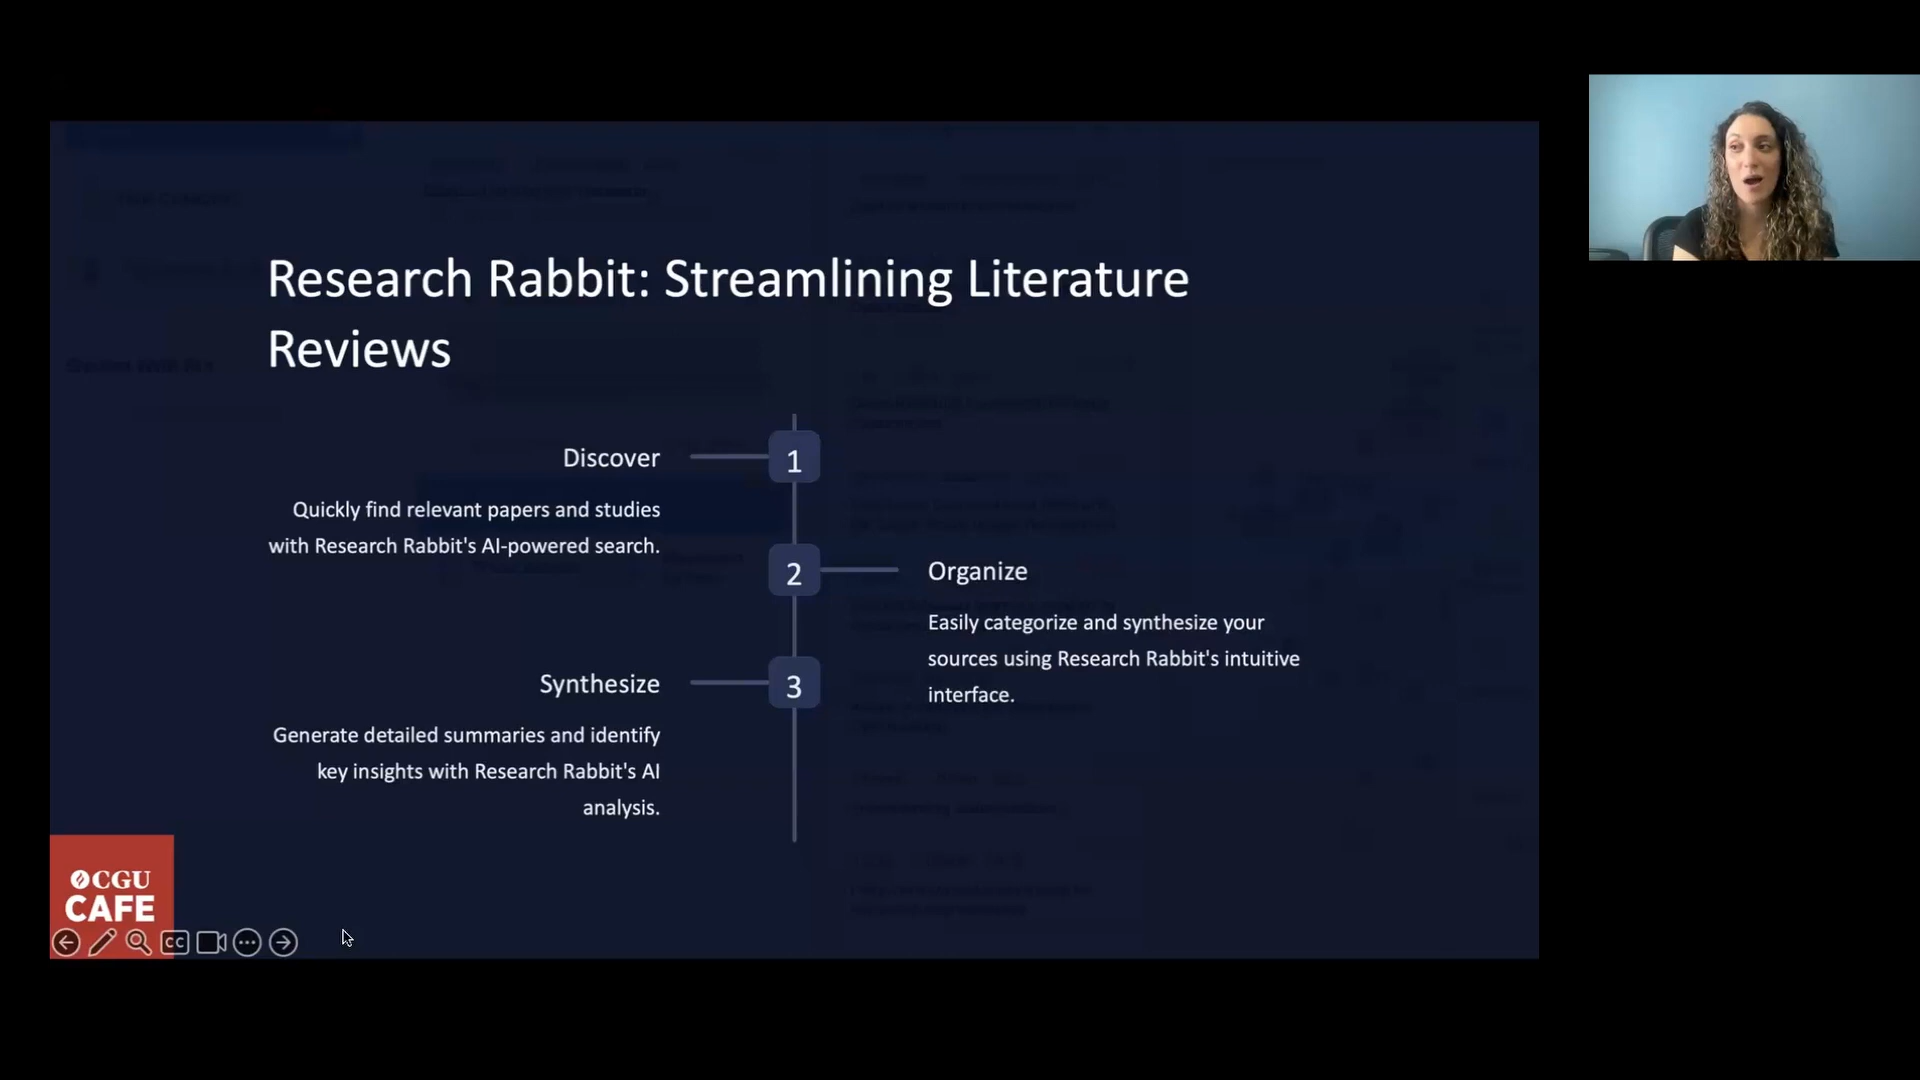 Research Rabbit: Streamlining Literature
Reviews
Discover
1
Quickly find relevant papers and studies
with Research Rabbit's AI-powered search.
2
Organize
Easily categorize and synthesize your
sources using Research Rabbit's intuitive
interface.
Synthesize
3
Generate detailed summaries and identify
key insights with Research Rabbit's AI
analysis.
CGU
CAFE
CC